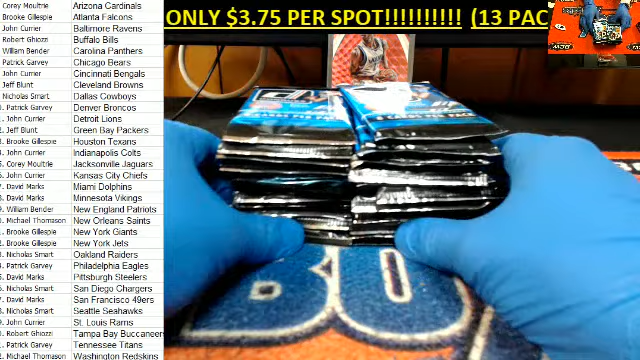 Corey Moultrie Arizona Cardinals
Brooke Gillespie Atlanta Falcons
John Currier Baltimore Ravens
Robert Ghiozzi Buffalo Bills
William Bender Carolina Panthers
Patrick Garvey Chicago Bears
John Currier Cincinnati Bengals
Jeff Blunt Cleveland Browns
Nicholas Smart Dallas Cowboys
Patrick Garvey Denver Broncos
John Currier Detroit Lions
Jeff Blunt Green Bay Packers
Brooke Gillespie Houston Texans
John Currier Indianapolis Colts
Corey Moultrie Jacksonville Jaguars
John Currier Kansas City Chiefs
David Marks Miami Dolphins
David Marks Minnesota Vikings
William Bender New England Patriots
Michael Thomason New Orleans Saints
Brooke Gillespie New York Giants
Brooke Gillespie New York Jets
Nicholas Smart Oakland Raiders
Patrick Garvey Philadelphia Eagles
David Marks Pittsburgh Steelers
Nicholas Smart San Diego Chargers
David Marks San Francisco 49ers
Nicholas Smart Seattle Seahawks
John Currier St. Louis Rams
Robert Ghiozzi Tampa Bay Buccaneers
Patrick Garvey Tennessee Titans
Michael Thomason Washington Redskins
ONLY $3.75 PER SPOT!!!!!!!!!! (13 PAC
CARDS PER PACK
CARDS PER PACK
BO